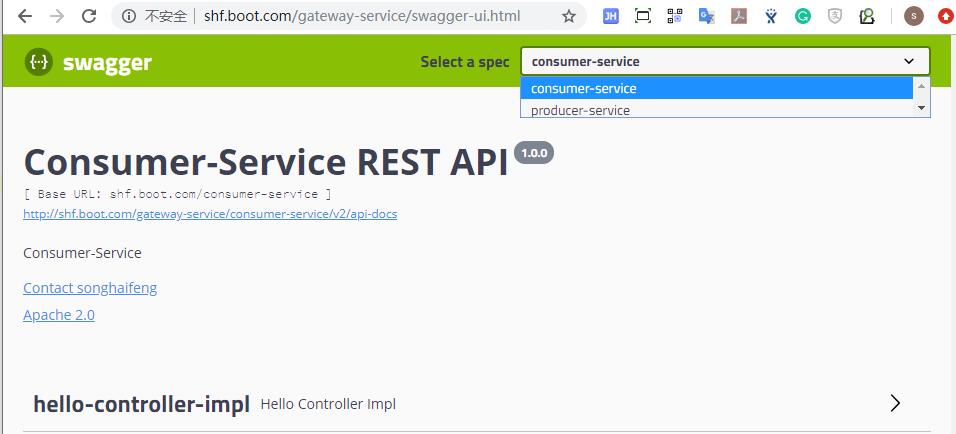 不安全 | shf.boot.com/gateway-service/swagger-ui.html
JH
S
{··} swagger
Select a spec
consumer-service
consumer-service
producer-service
Consumer-Service REST API 1.0.0
[ Base URL: shf.boot.com/consumer-service ]
http://shf.boot.com/gateway-service/consumer-service/v2/api-docs
Consumer-Service
Contact songhaifeng
Apache 2.0
hello-controller-impl Hello Controller Impl